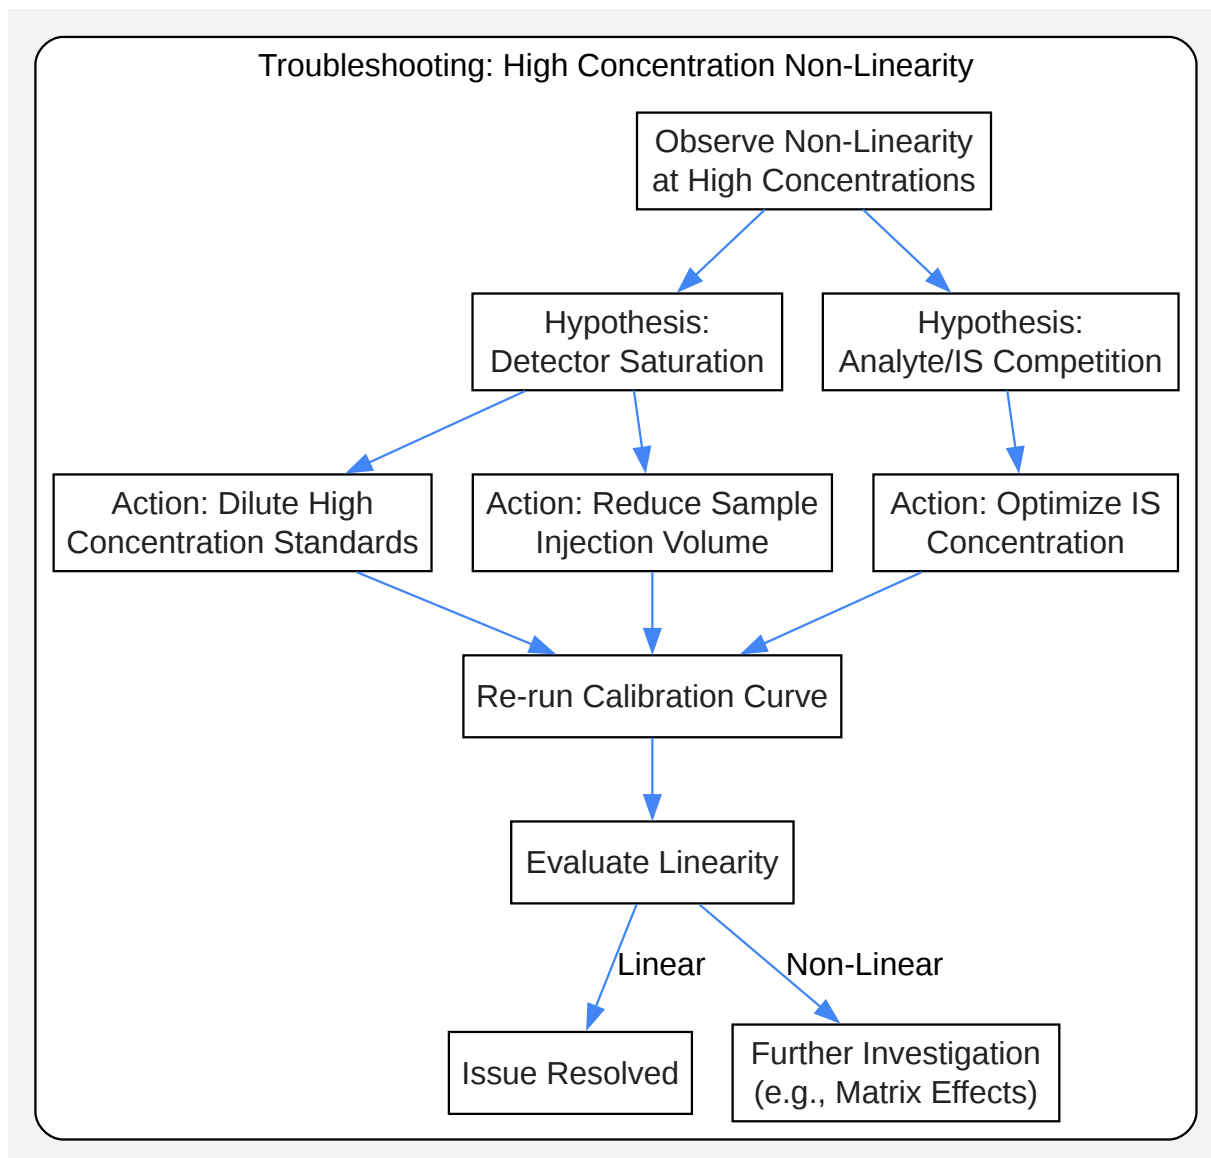 Troubleshooting: High Concentration Non-Linearity
Observe Non-Linearity
at High Concentrations
Hypothesis:
Detector Saturation
Hypothesis:
Analyte/IS Competition
Action: Dilute High
Concentration Standards
Action: Reduce Sample
Injection Volume
Action: Optimize IS
Concentration
Re-run Calibration Curve
Evaluate Linearity
Linear
Non-Linear
Issue Resolved
Further Investigation
(e.g., Matrix Effects)